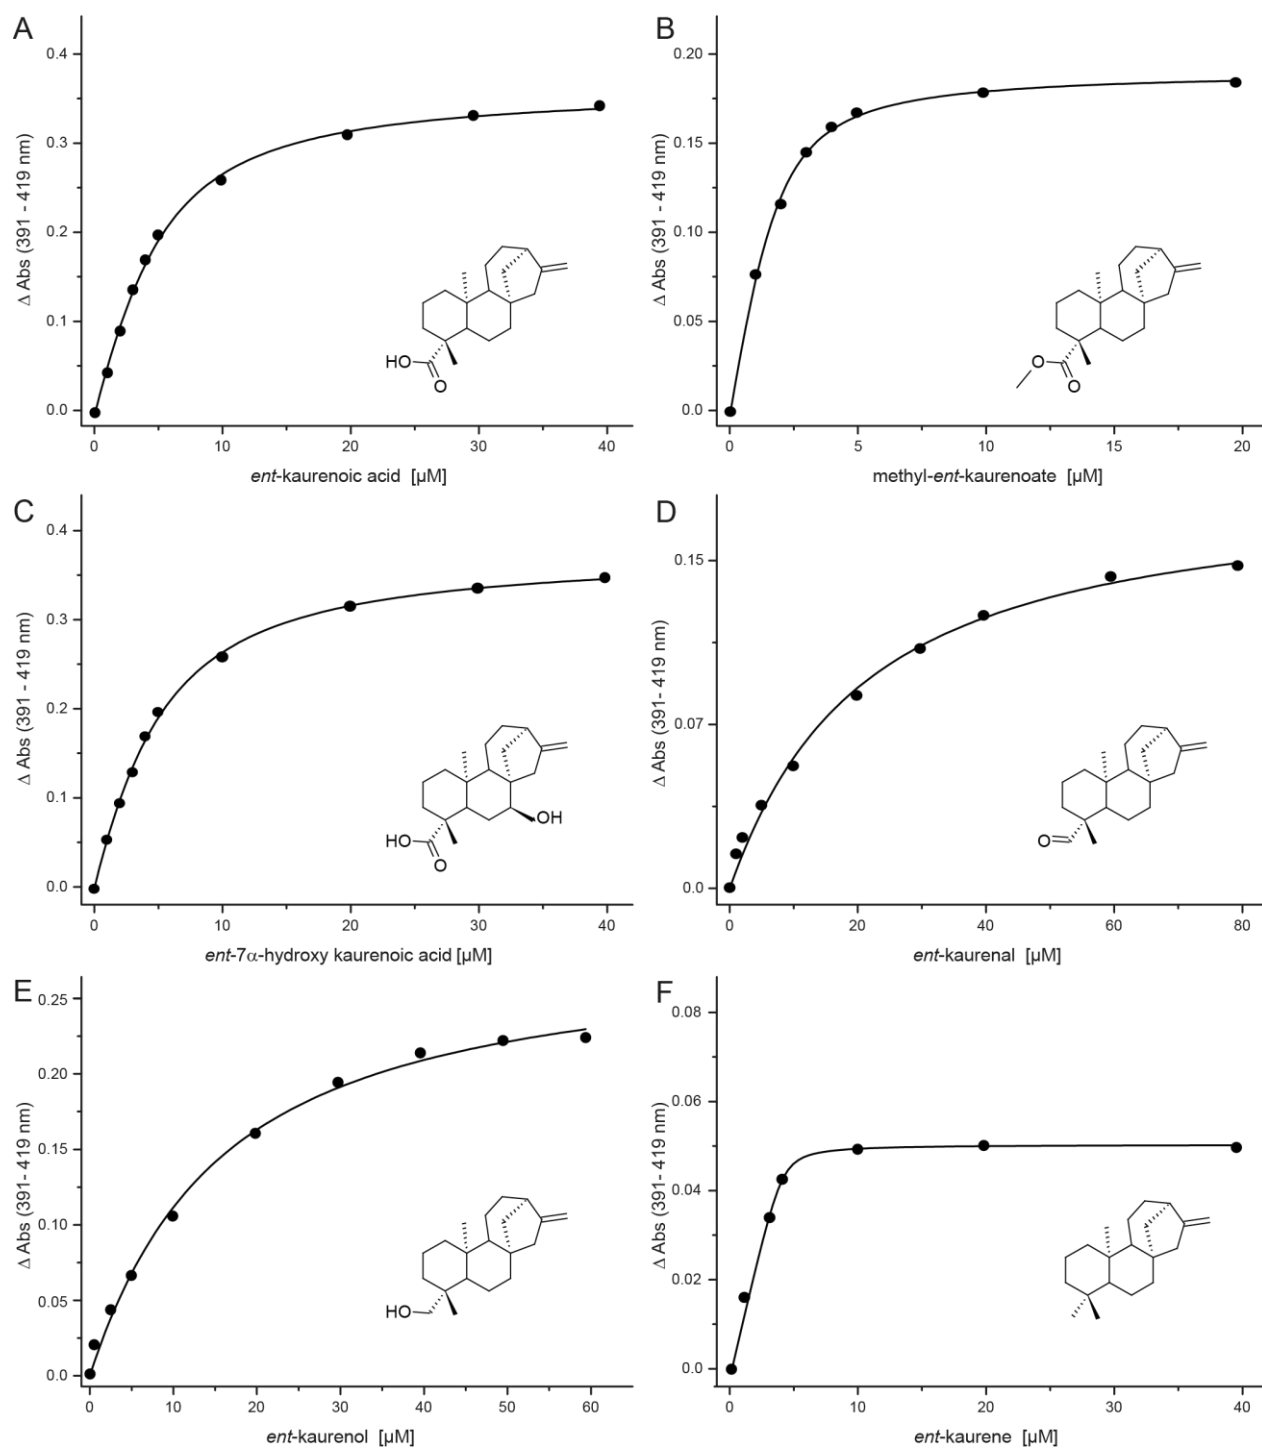 A
0.4
0.3
0.2
0.1
0.0
Δ Abs (391 - 419 nm)
HO
O
0 10 20 30 40
ent-kaurenoic acid [µM]
B
0.20
0.15
0.10
0.05
0.0
Δ Abs (391 - 419 nm)
O
O
0 5 10 15 20
methyl-ent-kaurenoate [µM]
C
0.4
0.3
0.2
0.1
0.0
Δ Abs (391 - 419 nm)
OH
HO
O
0 10 20 30 40
ent-7α-hydroxy kaurenoic acid [µM]
D
0.15
0.07
0.0
Δ Abs (391- 419 nm)
O
0 20 40 60 80
ent-kaurenal [µM]
E
0.25
0.20
0.15
0.10
0.05
0.0
Δ Abs (391- 419 nm)
HO
0 10 20 30 40 50 60
ent-kaurenol [µM]
F
0.08
0.06
0.04
0.02
0.0
Δ Abs (391- 419 nm)
0 10 20 30 40
ent-kaurene [µM]